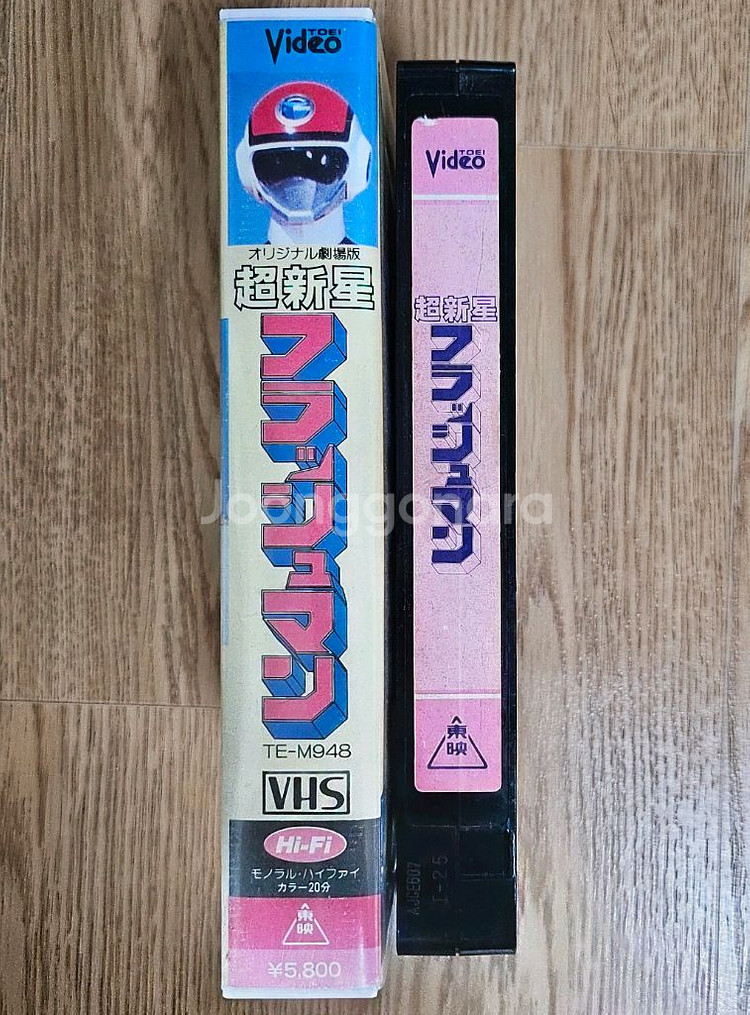 TOEI
Video
オリジナル劇場版
超新星
フラッシュマン
TE-M948
VHS
Hi-Fi
モノラル・ハイファイ
カラー20分
東映
¥5,800
TOEI
Video
超新星
フラッシュマン
東映
AJCE607
I-25
Joonggonara